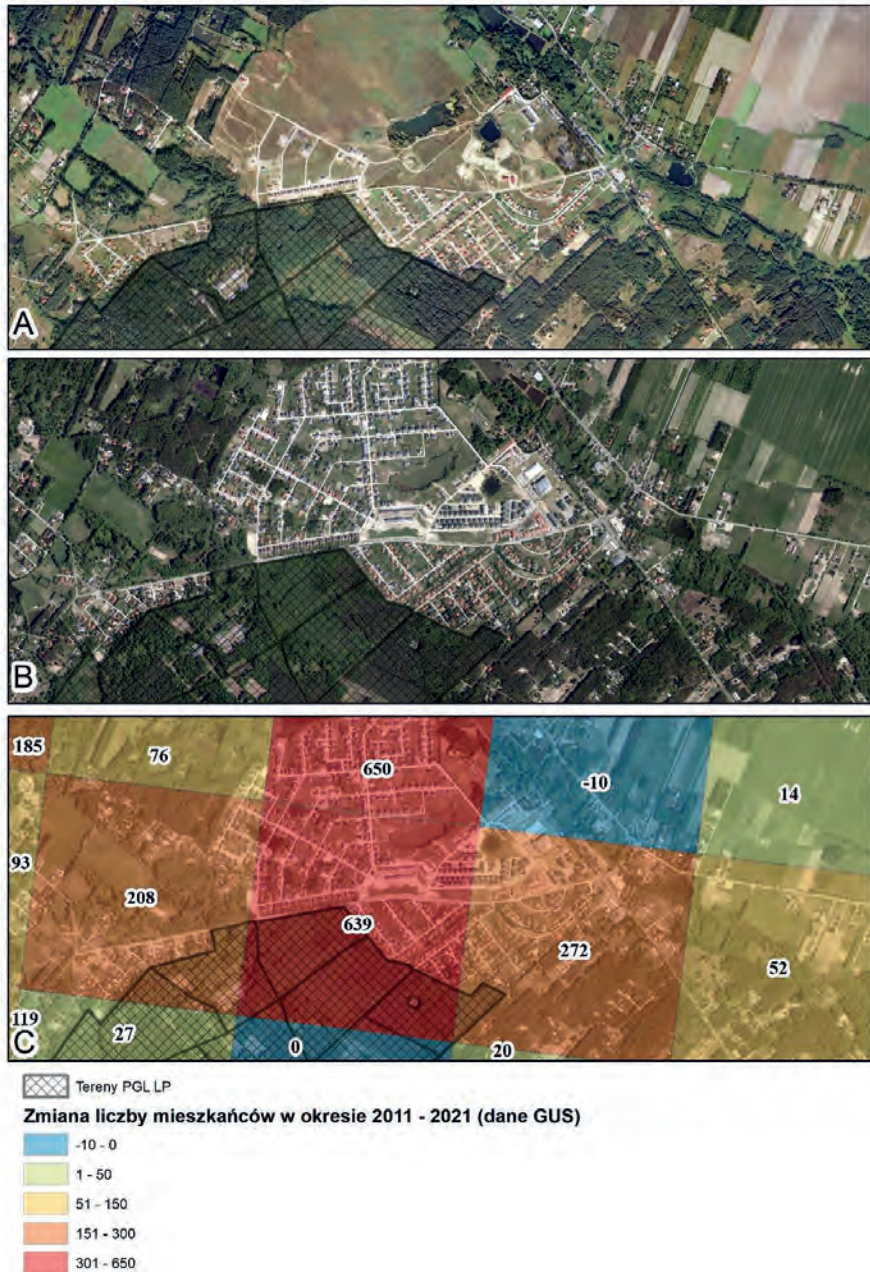 A
B
185
76
650
-10
14
93
208
639
272
52
119
27
0
20
C
Tereny PGL LP
Zmiana liczby mieszkańców w okresie 2011 - 2021 (dane GUS)
-10 - 0
1 - 50
51 - 150
151 - 300
301 - 650